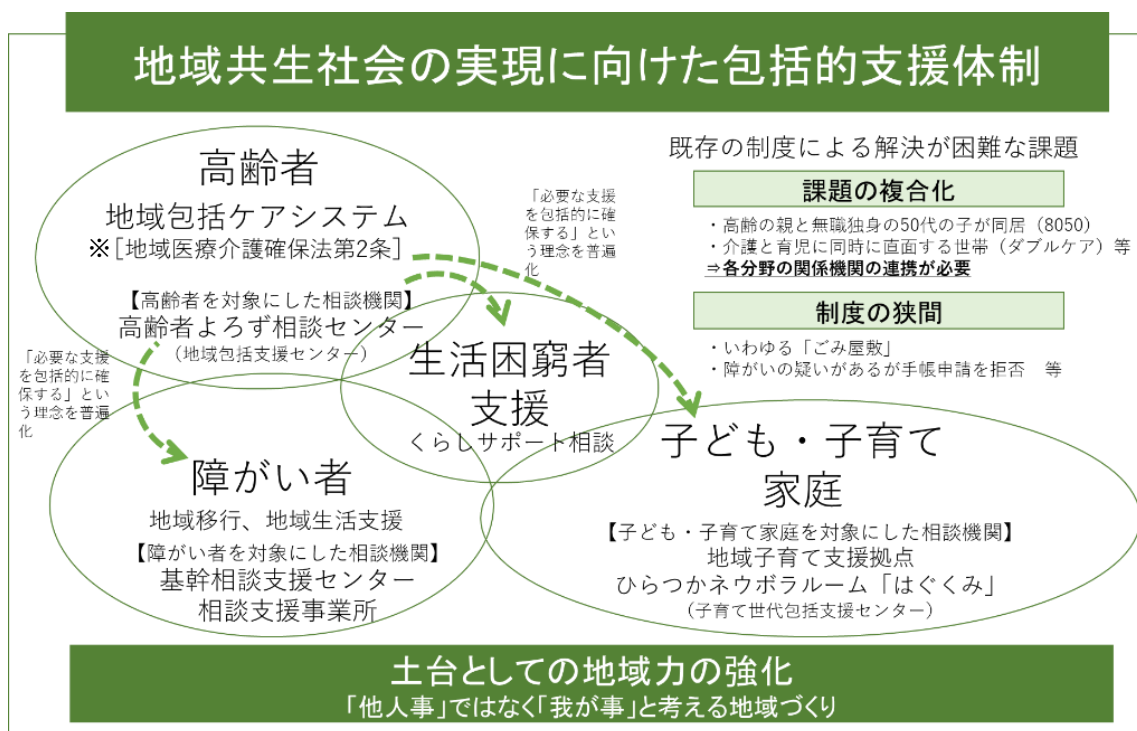 地域共生社会の実現に向けた包括的支援体制
高齢者
地域包括ケアシステム
※[地域医療介護確保法第2条]
【高齢者を対象にした相談機関】
高齢者よろず相談センター
(地域包括支援センター)
「必要な支援
を包括的に確
保する」とい
う理念を普遍
化
「必要な支援
を包括的に確
保する」とい
う理念を普遍
化
生活困窮者
支援
くらしサポート相談
障がい者
地域移行、地域生活支援
【障がい者を対象にした相談機関】
基幹相談支援センター
相談支援事業所
既存の制度による解決が困難な課題
課題の複合化
・高齢の親と無職独身の50代の子が同居(8050)
・介護と育児に同時に直面する世帯(ダブルケア)等
⇒各分野の関係機関の連携が必要
制度の狭間
・いわゆる「ごみ屋敷」
・障がいの疑いがあるが手帳申請を拒否 等
子ども・子育て
家庭
【子ども・子育て家庭を対象にした相談機関】
地域子育て支援拠点
ひらつかネウボラルーム「はぐくみ」
(子育て世代包括支援センター)
土台としての地域力の強化
「他人事」ではなく「我が事」と考える地域づくり